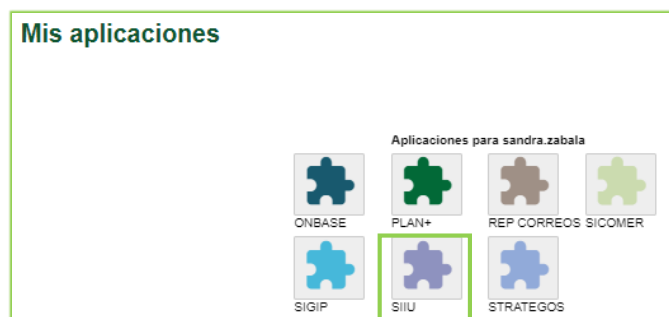 Mis aplicaciones
Aplicaciones para sandra.zabala
ONBASE PLAN+ REP CORREOS SICOMER
SIGIP SIIU STRATEGOS